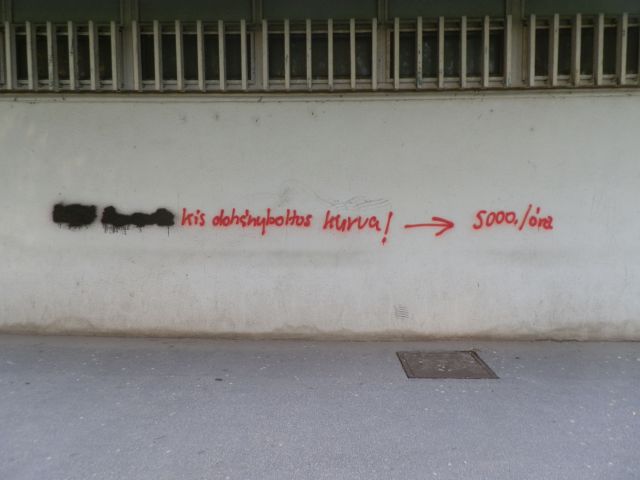 kis dohányboltos kurva! → 5000./óra